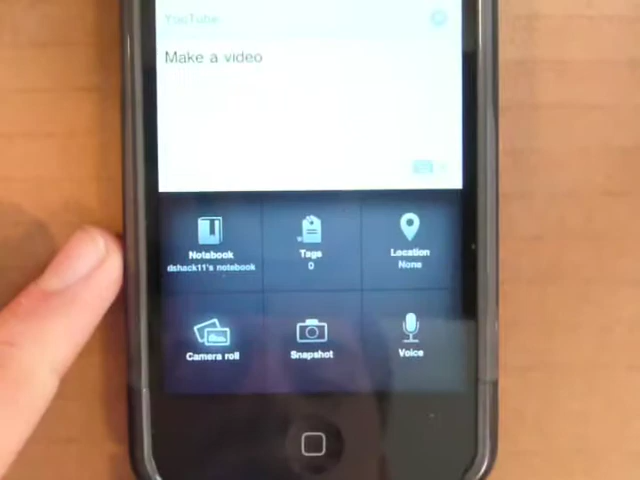 YouTube
Make a video
Notebook
dshack11's notebook
Tags
0
Location
None
Camera roll
Snapshot
Voice